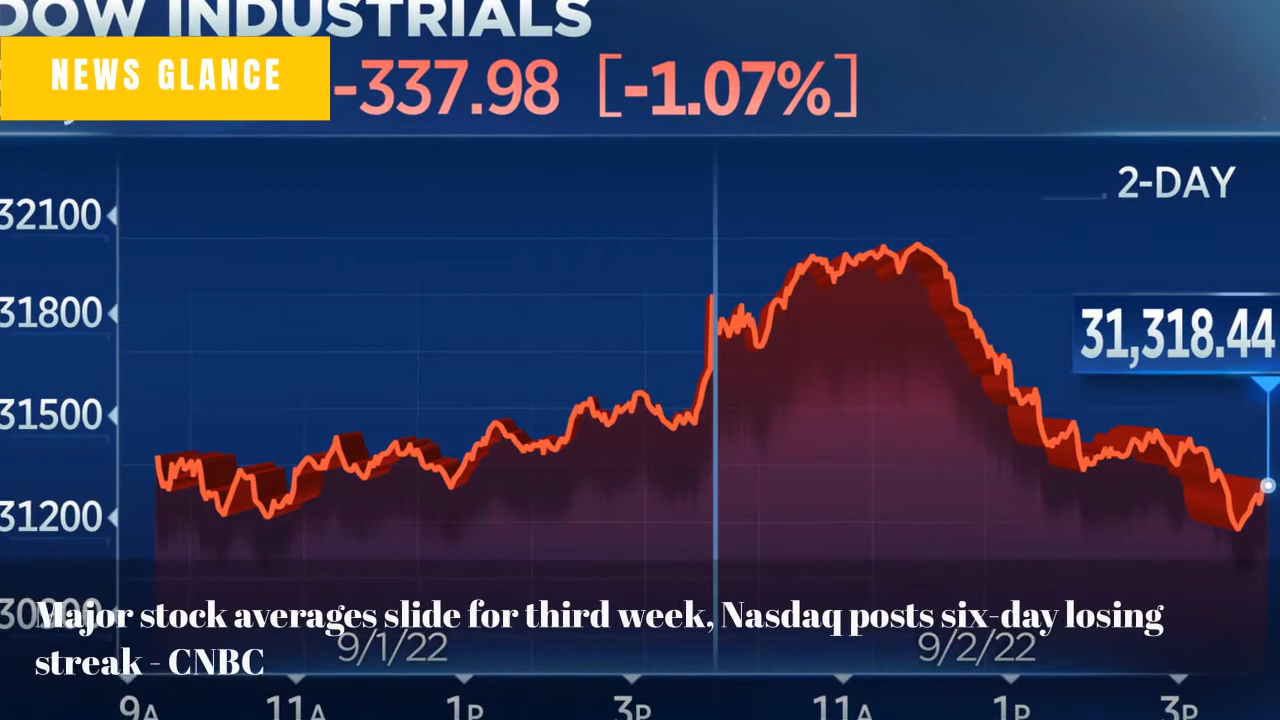 DOW INDUSTRIALS
NEWS GLANCE
-337.98 [-1.07%]
2-DAY
32100
31800
31,318.44
31500
31200
Major stock averages slide for third week, Nasdaq posts six-day losing
streak - CNBC
9/1/22 9/2/22
9A 11A 1P 3P 11A 1P 3P